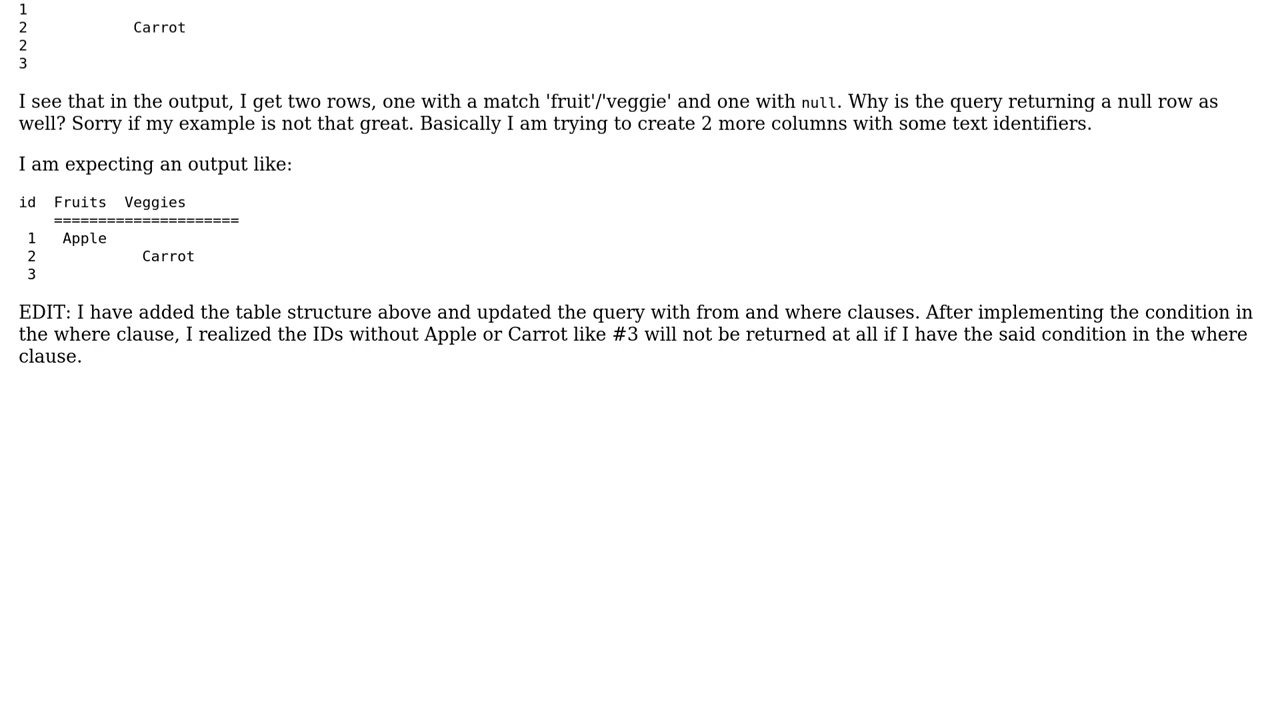 1
2            Carrot
2
3
I see that in the output, I get two rows, one with a match 'fruit'/'veggie' and one with null. Why is the query returning a null row as
well? Sorry if my example is not that great. Basically I am trying to create 2 more columns with some text identifiers.
I am expecting an output like:
id  Fruits  Veggies
    =====================
 1   Apple
 2            Carrot
 3
EDIT: I have added the table structure above and updated the query with from and where clauses. After implementing the condition in
the where clause, I realized the IDs without Apple or Carrot like #3 will not be returned at all if I have the said condition in the where
clause.